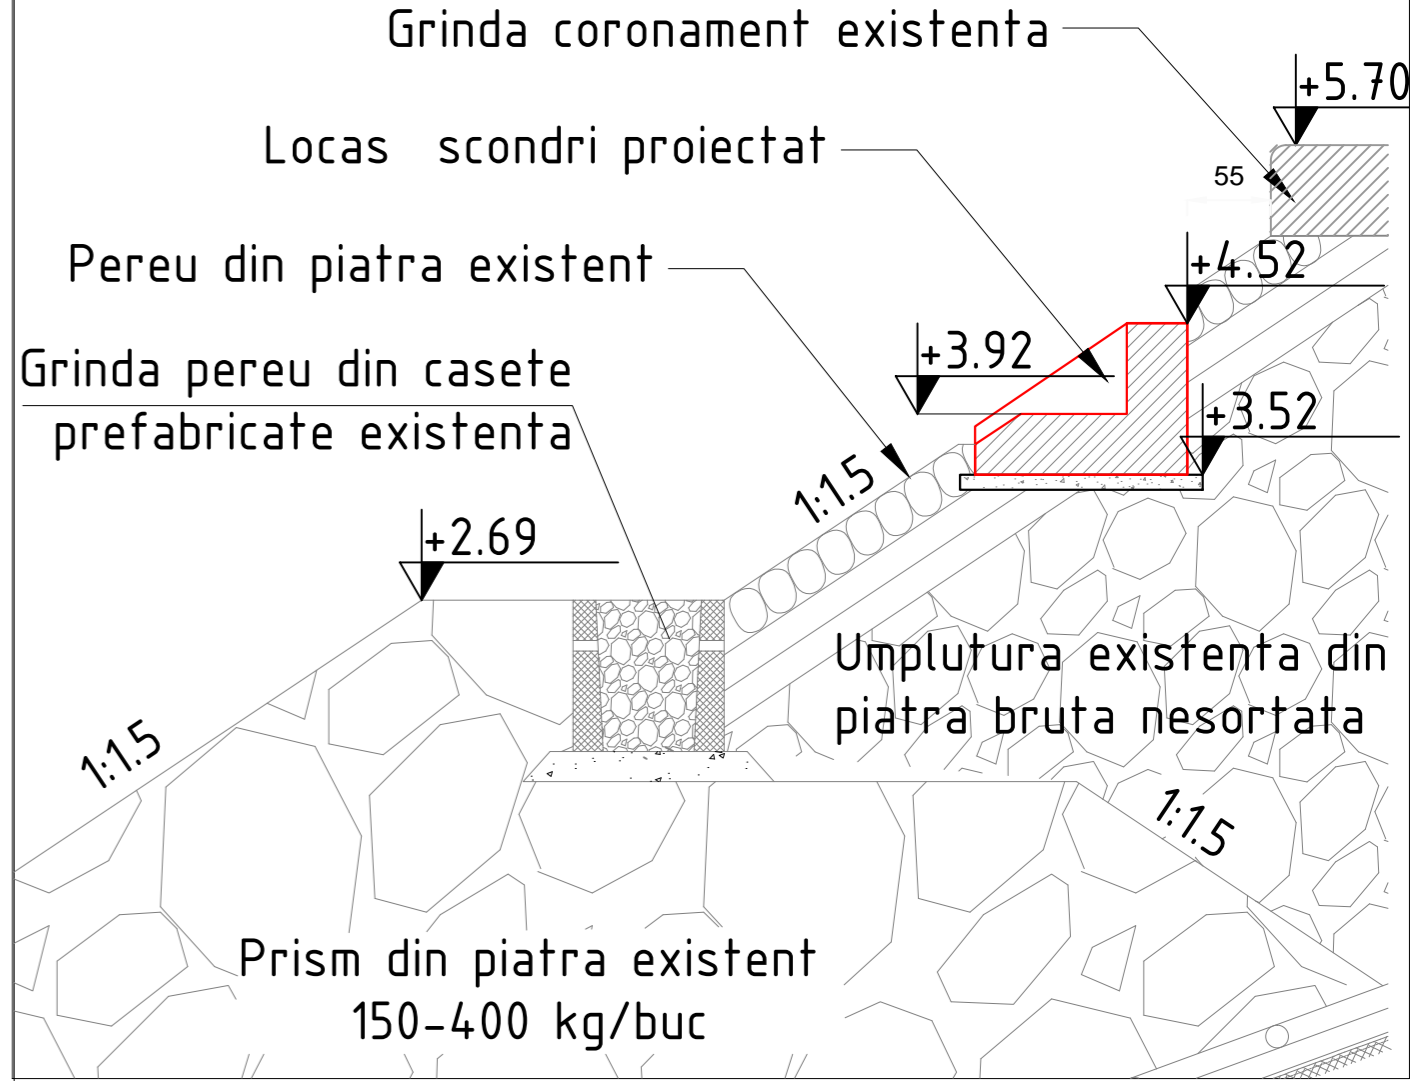 Grinda coronament existenta
+5.70
Locas scondri proiectat
55
Pereu din piatra existent
+4.52
+3.92
Grinda pereu din casete
prefabricate existenta
+3.52
1:1.5
+2.69
Umplutura existenta din
piatra bruta nesortata
1:1.5
1:1.5
Prism din piatra existent
150-400 kg/buc